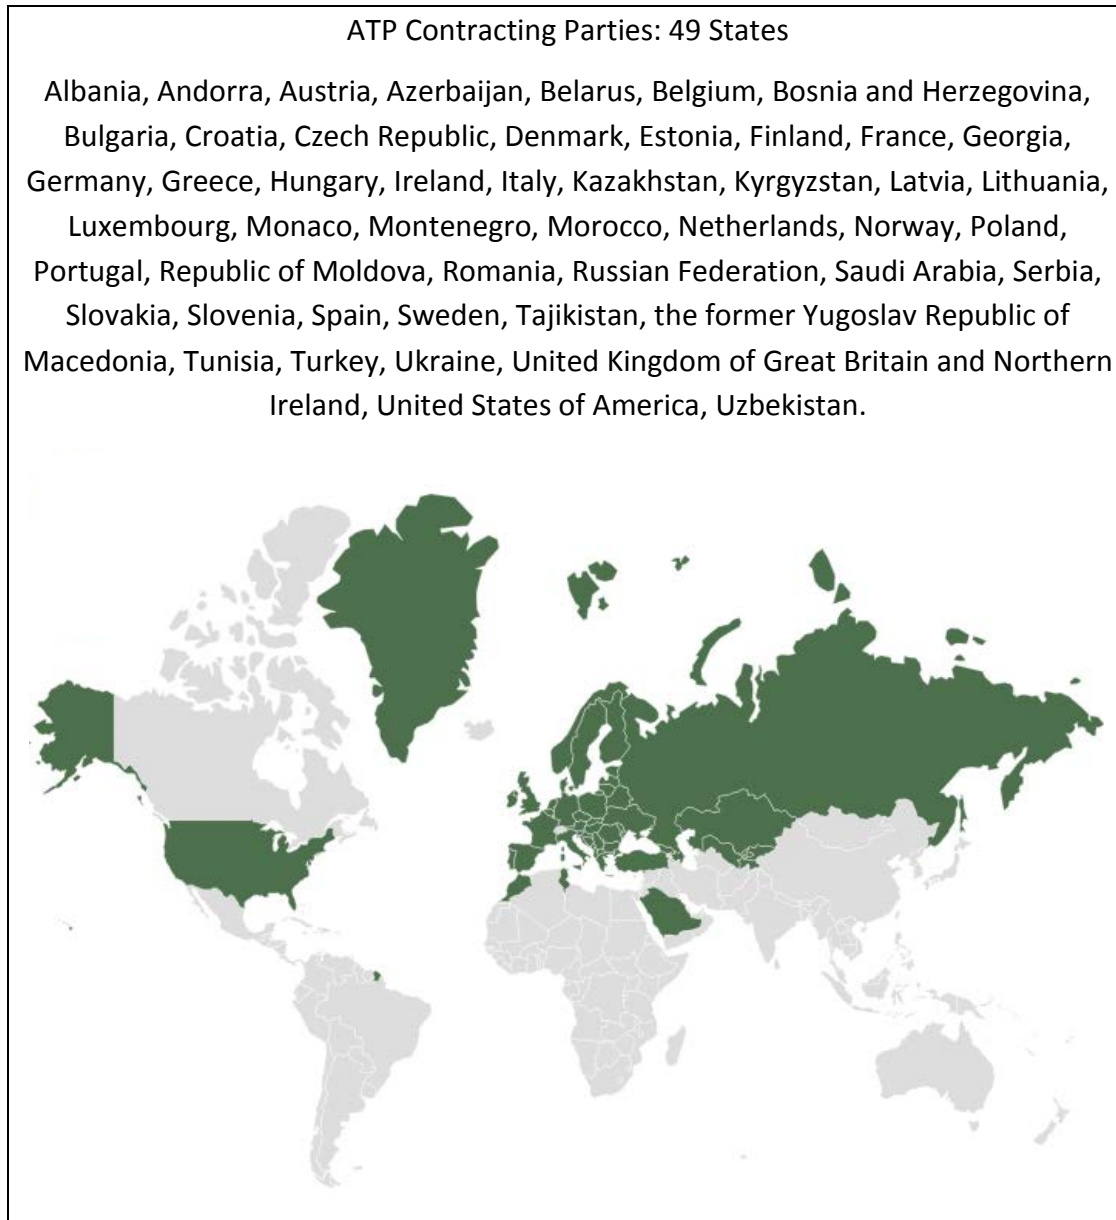 ATP Contracting Parties: 49 States
Albania, Andorra, Austria, Azerbaijan, Belarus, Belgium, Bosnia and Herzegovina,
Bulgaria, Croatia, Czech Republic, Denmark, Estonia, Finland, France, Georgia,
Germany, Greece, Hungary, Ireland, Italy, Kazakhstan, Kyrgyzstan, Latvia, Lithuania,
Luxembourg, Monaco, Montenegro, Morocco, Netherlands, Norway, Poland,
Portugal, Republic of Moldova, Romania, Russian Federation, Saudi Arabia, Serbia,
Slovakia, Slovenia, Spain, Sweden, Tajikistan, the former Yugoslav Republic of
Macedonia, Tunisia, Turkey, Ukraine, United Kingdom of Great Britain and Northern
Ireland, United States of America, Uzbekistan.